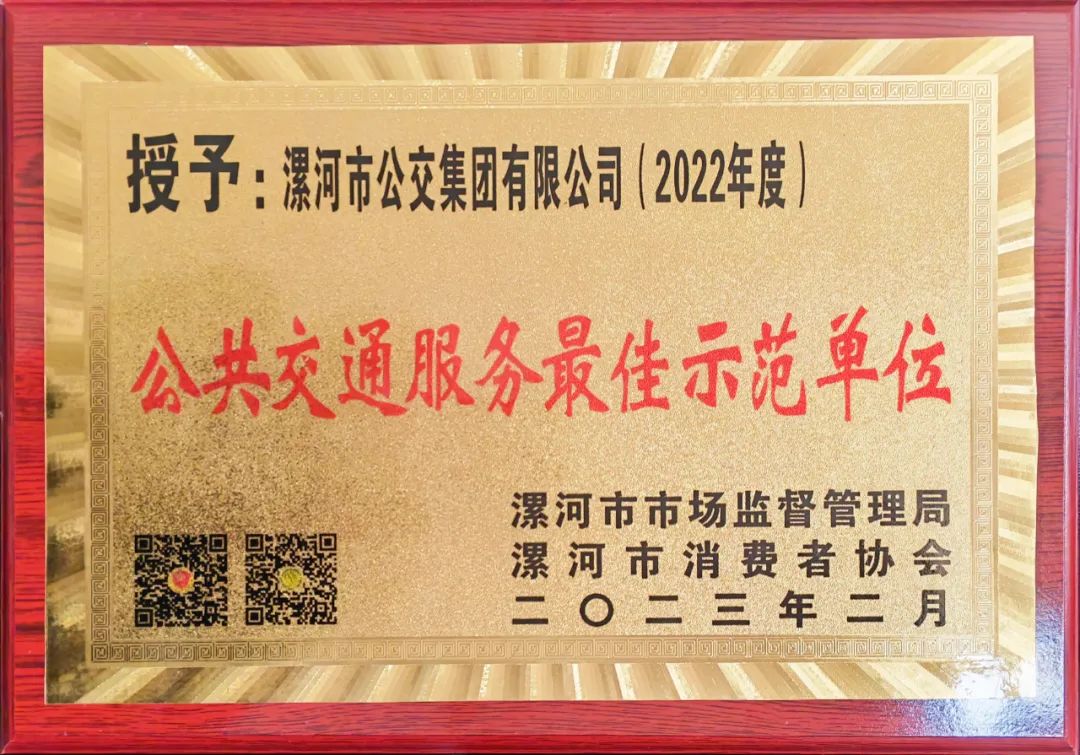 授予：漯河市公交集团有限公司（2022年度）
公共交通服务最佳示范单位
漯河市市场监督管理局
漯河市消费者协会
二〇二三年二月